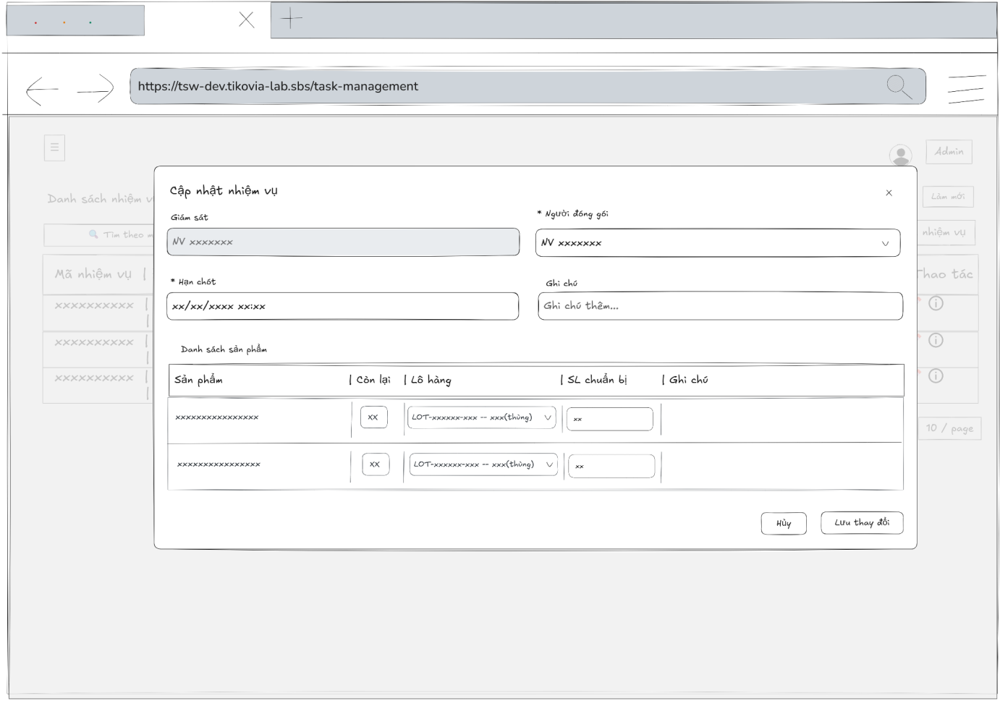 https://tsw-dev.tikovia-lab.sbs/task-management
Admin
Cập nhật nhiệm vụ
Danh sách nhiệm v
Làm mới
Giám sát
* Người đóng gói
🔍 Tìm theo m
NV xxxxxxx
NV xxxxxxx
nhiệm vụ
Mã nhiệm vụ |
Thao tác
* Hạn chót
Ghi chú
xxxxxxxxxx |
xx/xx/xxxx xx:xx
Ghi chú thêm...
xxxxxxxxxx |
Danh sách sản phẩm
xxxxxxxxxx |
Sản phẩm | Còn lại | Lô hàng | SL chuẩn bị | Ghi chú
xxxxxxxxxxxxxxxx xx LOT-xxxxxx-xxx -- xxx(thùng) xx
10 / page
xxxxxxxxxxxxxxxx xx LOT-xxxxxx-xxx -- xxx(thùng) xx
Hủy
Lưu thay đổi